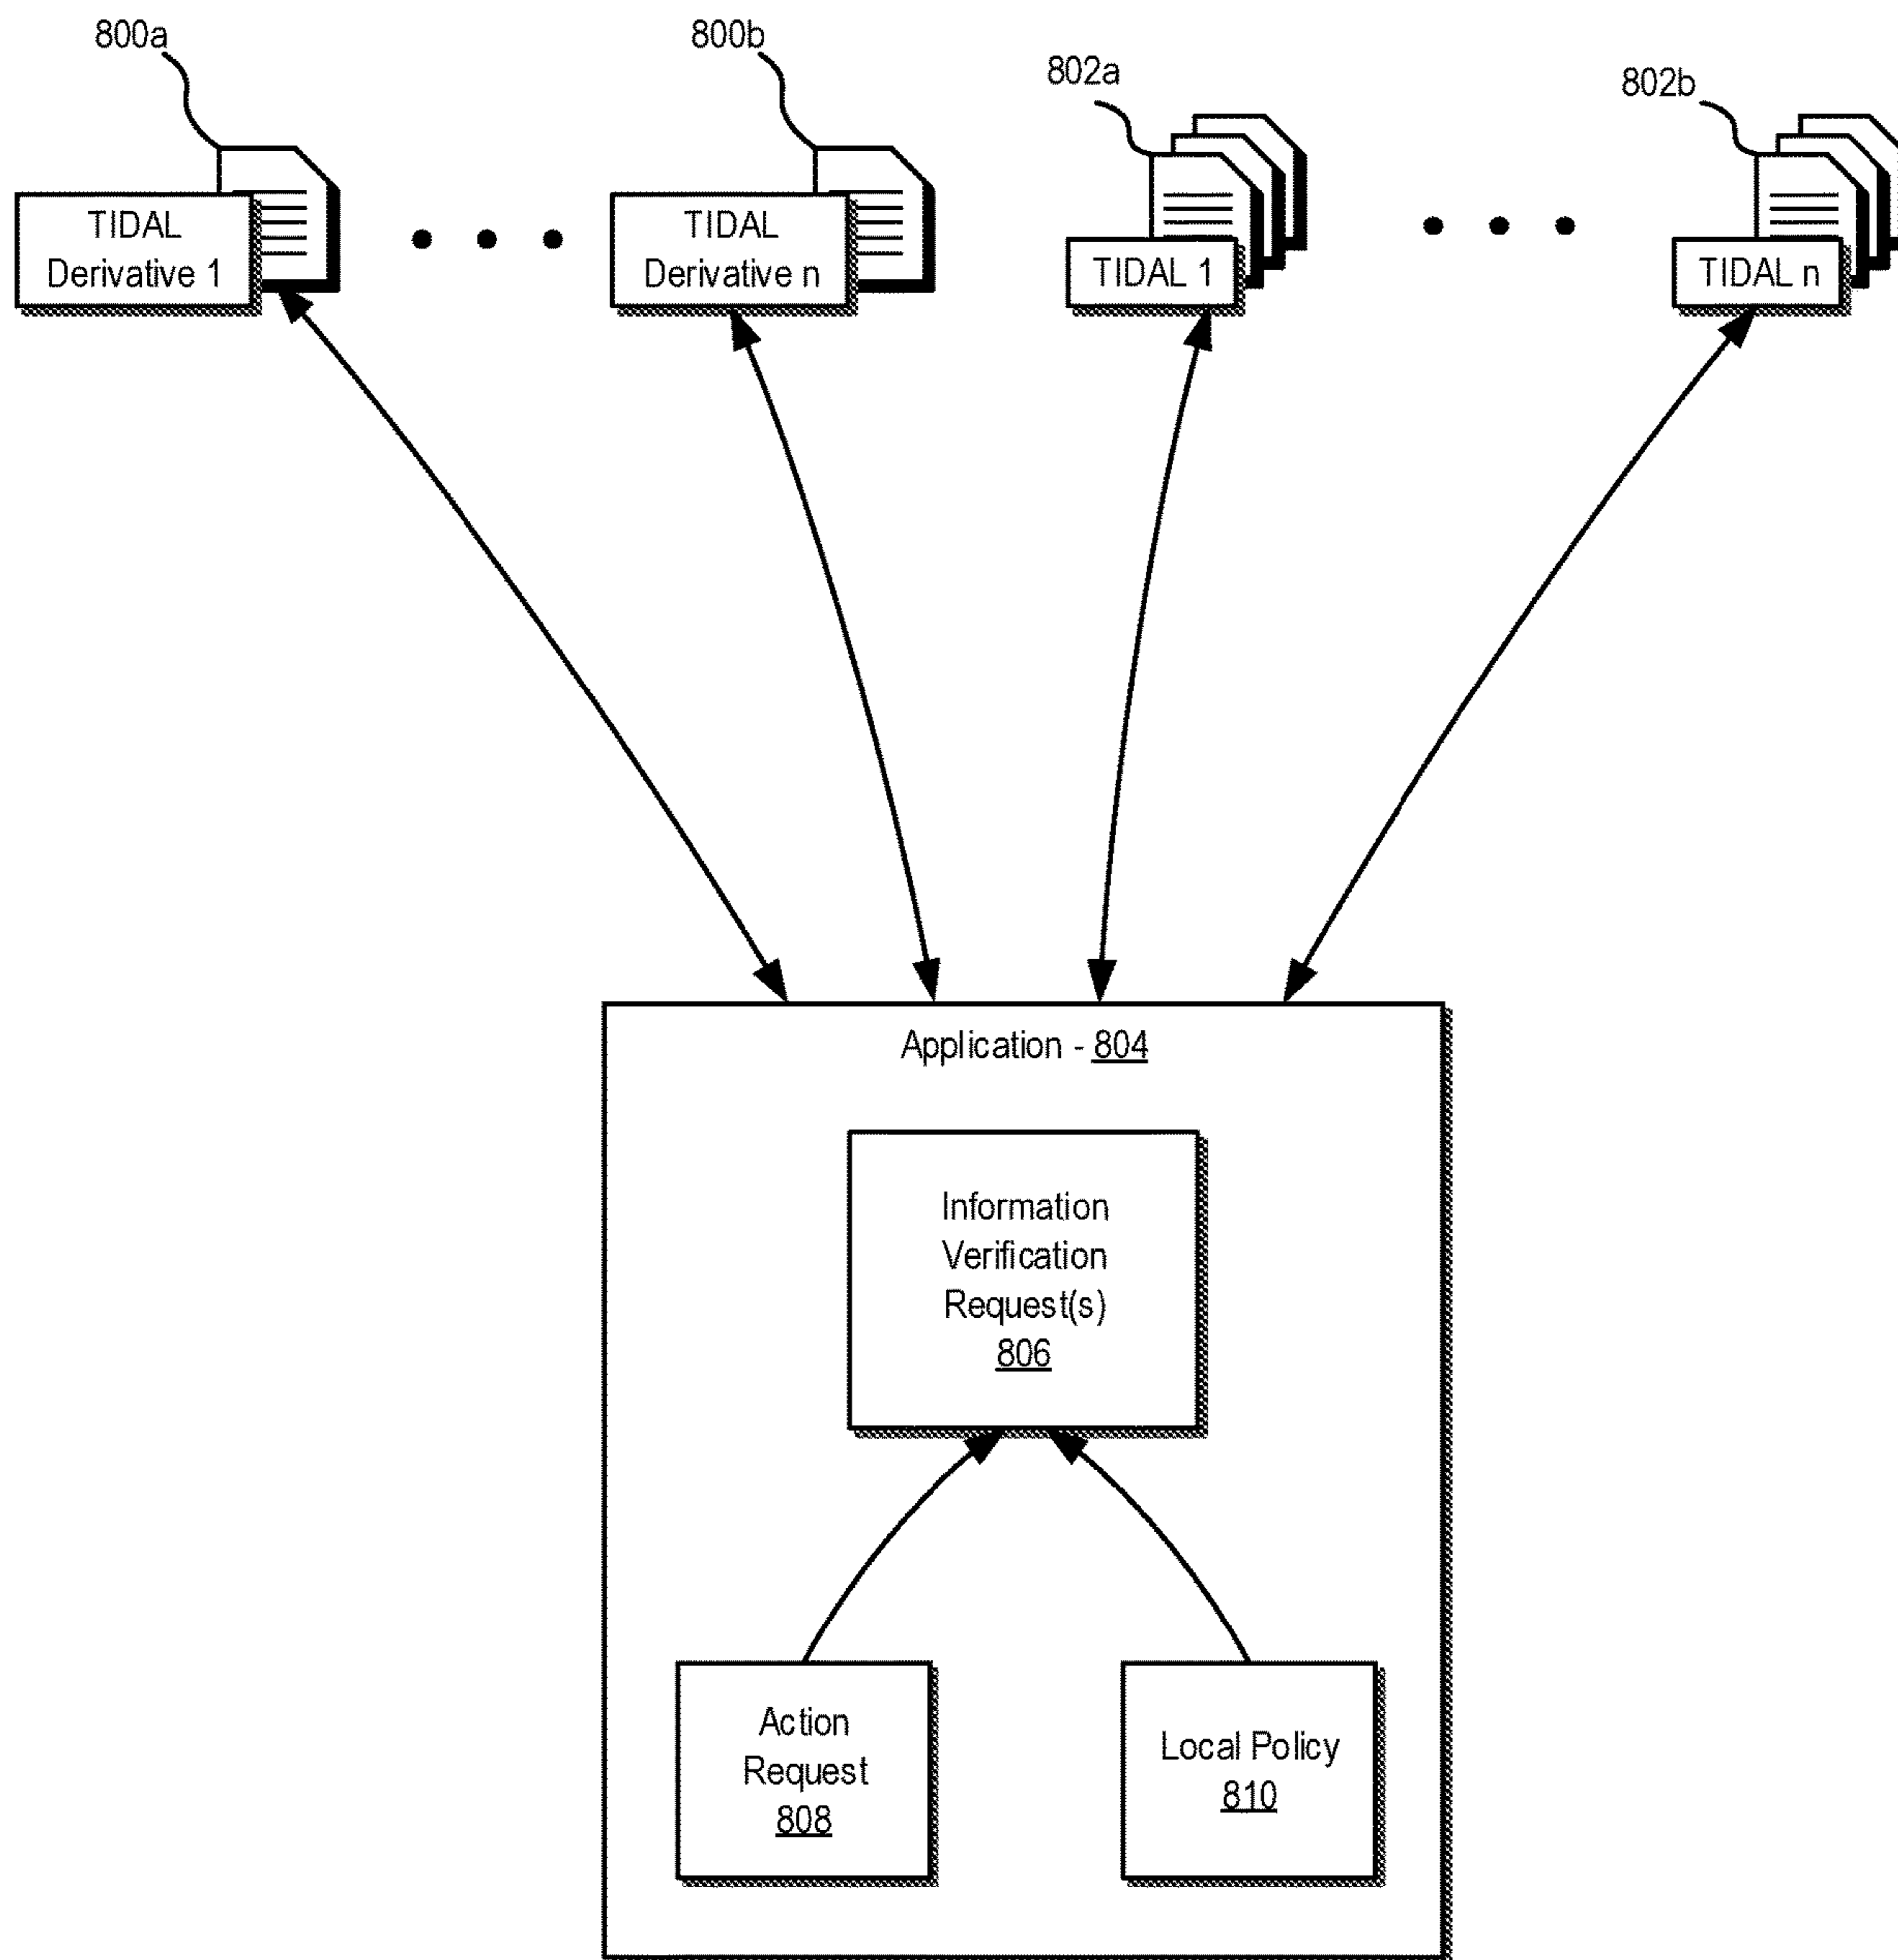 800a
800b
802a
802b
TIDAL
Derivative 1
TIDAL
Derivative n
TIDAL 1
TIDAL n
Application - 804
Information
Verification
Request(s)
806
Action
Request
808
Local Policy
810